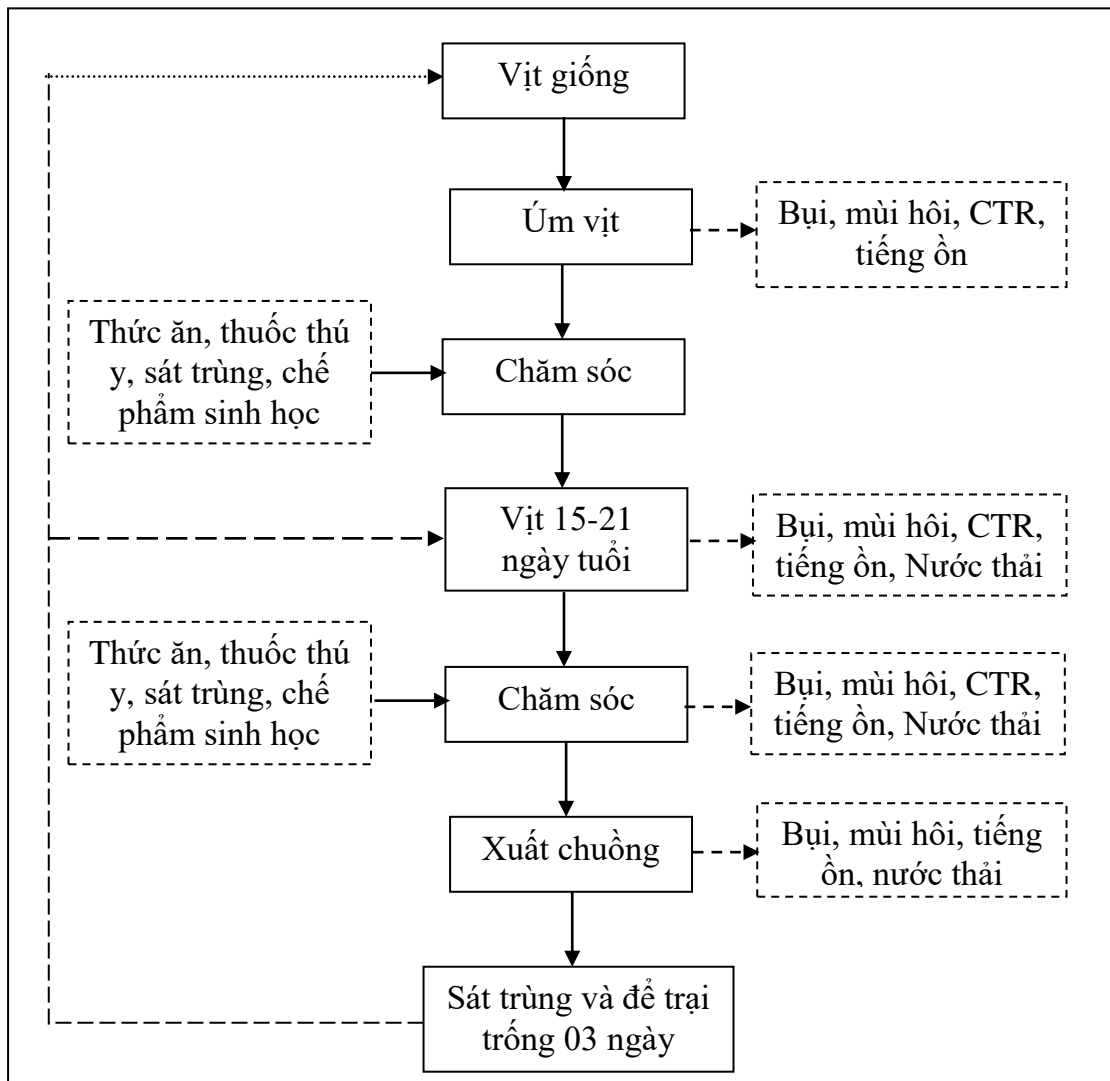 Vịt giống
Úm vịt
Bụi, mùi hôi, CTR,
tiếng ồn
Thức ăn, thuốc thú
y, sát trùng, chế
phẩm sinh học
Chăm sóc
Vịt 15-21
ngày tuổi
Bụi, mùi hôi, CTR,
tiếng ồn, Nước thải
Thức ăn, thuốc thú
y, sát trùng, chế
phẩm sinh học
Chăm sóc
Bụi, mùi hôi, CTR,
tiếng ồn, Nước thải
Xuất chuồng
Bụi, mùi hôi, tiếng
ồn, nước thải
Sát trùng và để trại
trống 03 ngày